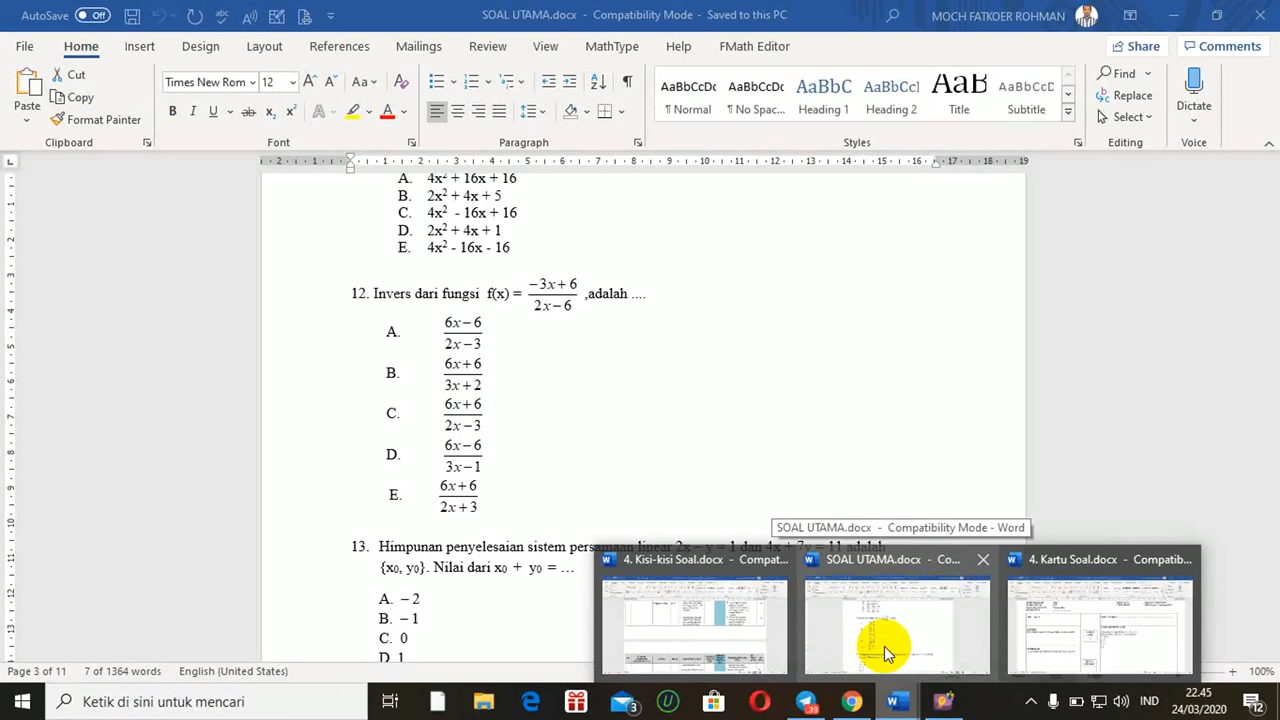 AutoSave Off SOAL UTAMA.docx - Compatibility Mode - Saved to this PC MOCH FATKOER ROHMAN
File Home Insert Design Layout References Mailings Review View MathType Help FMath Editor Share Comments
Paste Cut Copy Format Painter
Times New Rom 12
AaBbCcDc AaBbCcDc AaBbC AaBbCcl AaB AaBbCcD
¶ Normal ¶ No Spac... Heading 1 Heading 2 Title Subtitle
Find Replace Select Dictate
Clipboard Font Paragraph Styles Editing Voice
A. 4x² + 16x + 16
B. 2x² + 4x + 5
C. 4x² - 16x + 16
D. 2x² + 4x + 1
E. 4x² - 16x - 16
12. Invers dari fungsi f(x) = (−3x + 6)/(2x − 6) ,adalah ....
A. (6x − 6)/(2x − 3)
B. (6x + 6)/(3x + 2)
C. (6x + 6)/(2x − 3)
D. (6x − 6)/(3x − 1)
E. (6x + 6)/(2x + 3)
SOAL UTAMA.docx - Compatibility Mode - Word
13. Himpunan penyelesaian sistem persamaan linear 2x – y = 1 dan 4x + 7y = 11 adalah
{x0, y0}. Nilai dari x0 + y0 = …
A. – 2
B. – 1
C. 0
D. 1
4. Kisi-kisi Soal.docx - Compat... SOAL UTAMA.docx - Co... 4. Kartu Soal.docx - Compatib...
7 of 1364 words English (United States) 100%
Ketik di sini untuk mencari
IND
22.45
24/03/2020